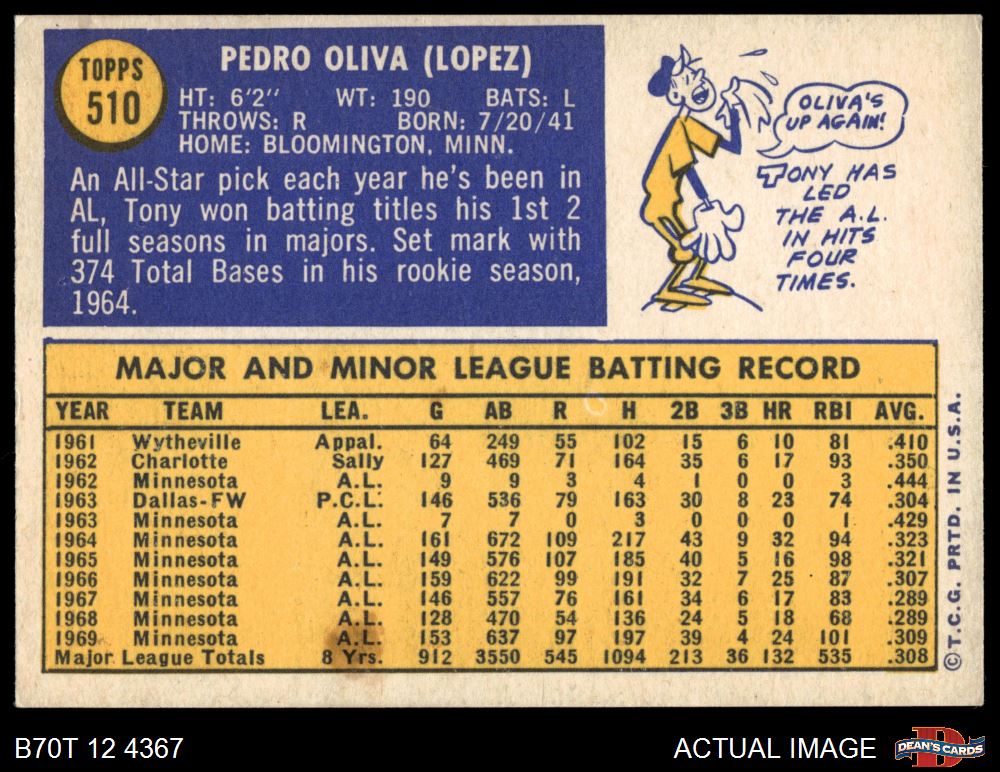 TOPPS
510
PEDRO OLIVA (LOPEZ)
HT: 6'2" WT: 190 BATS: L
THROWS: R BORN: 7/20/41
HOME: BLOOMINGTON, MINN.
An All-Star pick each year he's been in
AL, Tony won batting titles his 1st 2
full seasons in majors. Set mark with
374 Total Bases in his rookie season,
1964.
OLIVA'S
UP AGAIN!
TONY HAS
LED
THE A.L.
IN HITS
FOUR
TIMES.
MAJOR AND MINOR LEAGUE BATTING RECORD
YEAR TEAM LEA. G AB R H 2B 3B HR RBI AVG.
1961 Wytheville Appal. 64 249 55 102 15 6 10 81 .410
1962 Charlotte Sally 127 469 71 164 35 6 17 93 .350
1962 Minnesota A.L. 9 9 3 4 1 0 0 3 .444
1963 Dallas-FW P.C.L. 146 536 79 163 30 8 23 74 .304
1963 Minnesota A.L. 7 7 0 3 0 0 0 1 .429
1964 Minnesota A.L. 161 672 109 217 43 9 32 94 .323
1965 Minnesota A.L. 149 576 107 185 40 5 16 98 .321
1966 Minnesota A.L. 159 622 99 191 32 7 25 87 .307
1967 Minnesota A.L. 146 557 76 161 34 6 17 83 .289
1968 Minnesota A.L. 128 470 54 136 24 5 18 68 .289
1969 Minnesota A.L. 153 637 97 197 39 4 24 101 .309
Major League Totals 8 Yrs. 912 3550 545 1094 213 36 132 535 .308
© T.C.G. PRTD. IN U.S.A.
B70T 12 4367
ACTUAL IMAGE
D
DEAN'S CARDS